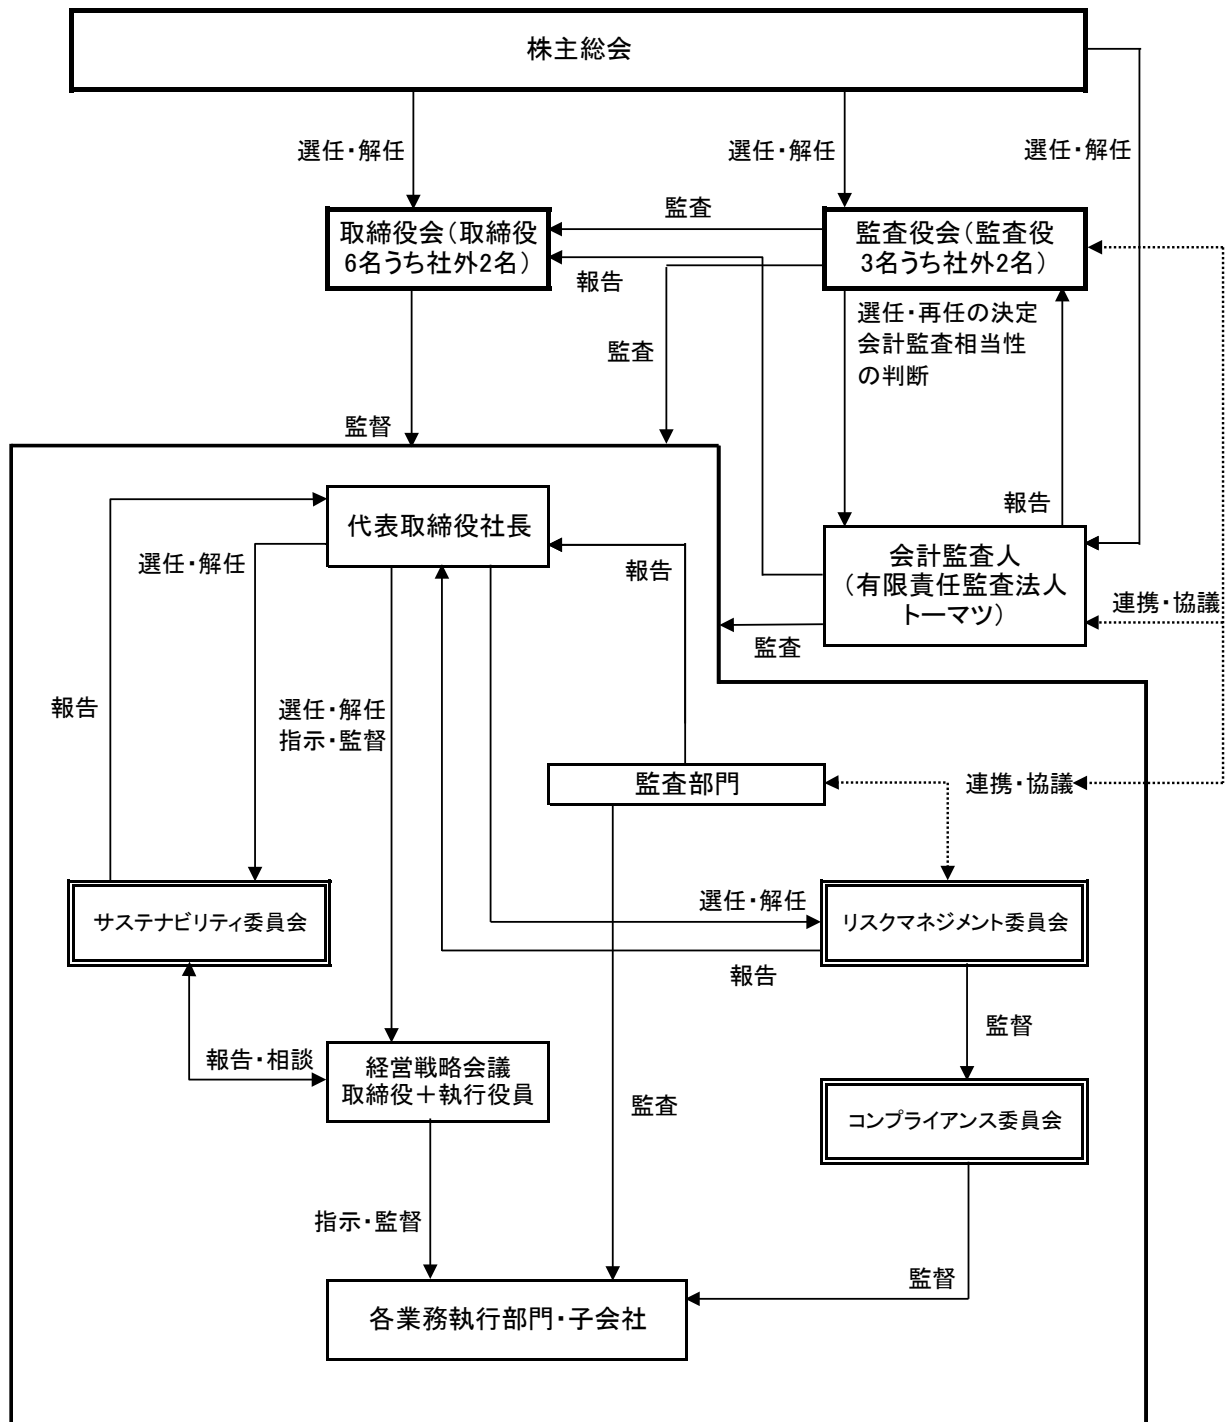 株主総会
選任・解任
選任・解任
選任・解任
監査
取締役会（取締役
6名うち社外2名）
監査役会（監査役
3名うち社外2名）
報告
選任・再任の決定
会計監査相当性
の判断
監査
監督
報告
代表取締役社長
会計監査人
（有限責任監査法人
トーマツ）
選任・解任
報告
連携・協議
監査
報告
選任・解任
指示・監督
監査部門
連携・協議
サステナビリティ委員会
選任・解任
リスクマネジメント委員会
報告
監督
報告・相談
経営戦略会議
取締役＋執行役員
監査
コンプライアンス委員会
指示・監督
監督
各業務執行部門・子会社